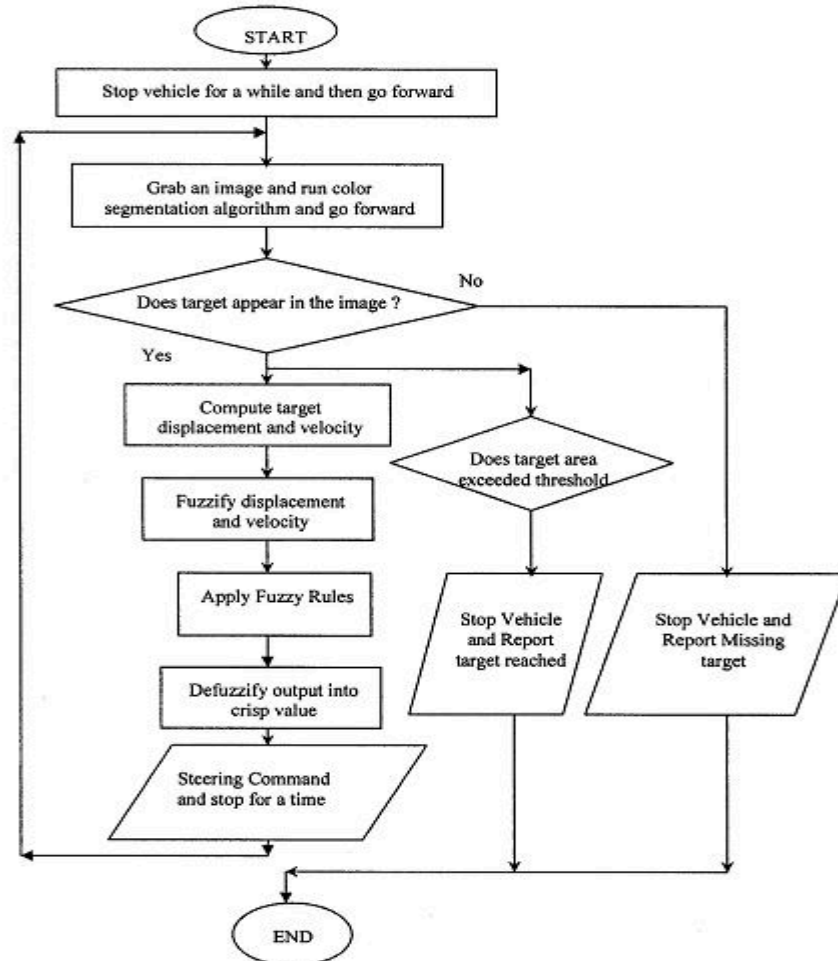 START
Stop vehicle for a while and then go forward
Grab an image and run color
segmentation algorithm and go forward
Does target appear in the image ?
No
Yes
Compute target
displacement and velocity
Does target area
exceeded threshold
Fuzzify displacement
and velocity
Apply Fuzzy Rules
Stop Vehicle
and Report
target reached
Stop Vehicle and
Report Missing
target
Defuzzify output into
crisp value
Steering Command
and stop for a time
END